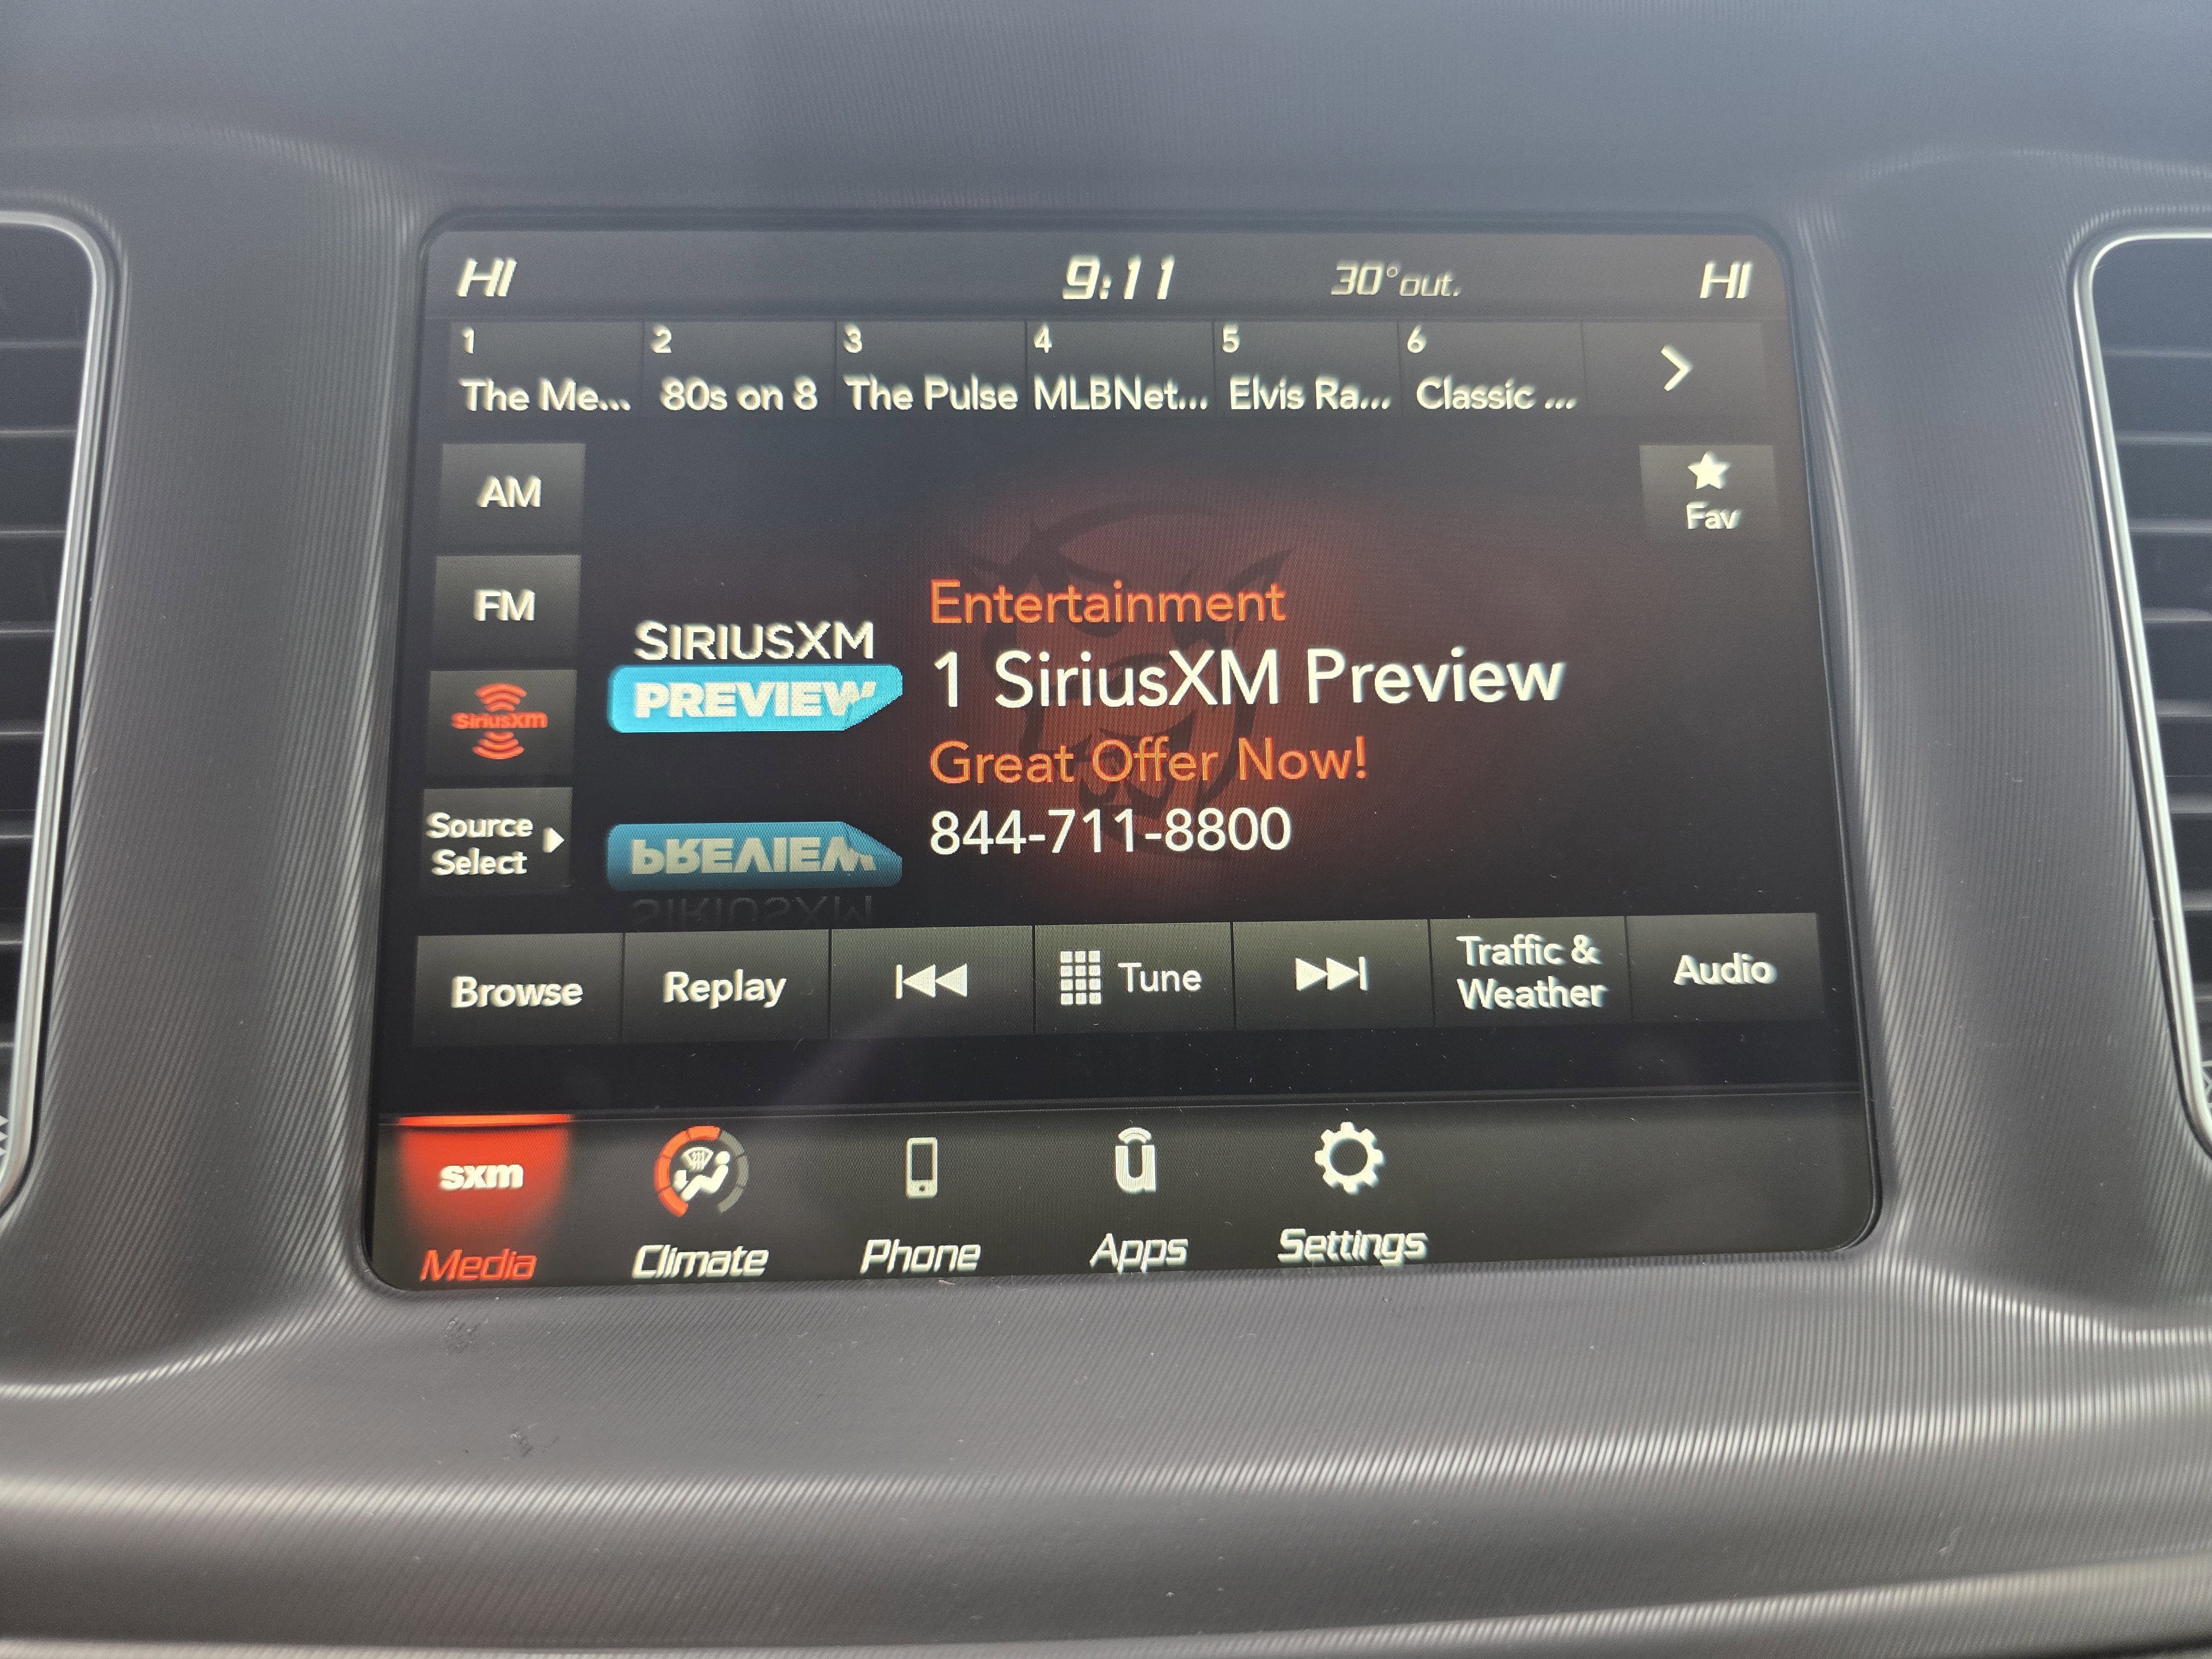 HI 9:11 30° out. HI
1 2 3 4 5 6
The Me... 80s on 8 The Pulse MLBNet... Elvis Ra... Classic ...
AM
Fav
FM
Entertainment
SIRIUSXM
PREVIEW
1 SiriusXM Preview
SiriusXm
Great Offer Now!
844-711-8800
Source
Select
PREVIEW
SIRIUSXM
Browse Replay Tune Traffic & Audio
Weather
sxm
Media Climate Phone Apps Settings